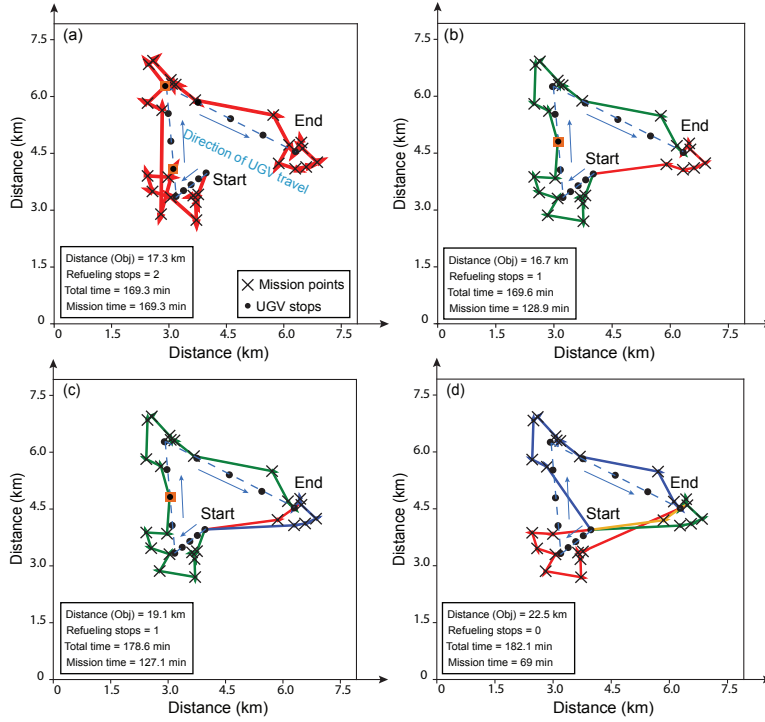 (a)
7.5
6.0
4.5
3.0
1.5
0
Distance (km)
End
Start
Direction of UGV travel
Distance (Obj) = 17.3 km
Refueling stops = 2
Total time = 169.3 min
Mission time = 169.3 min
Mission points
UGV stops
0 1.5 3.0 4.5 6.0 7.5
Distance (km)
(b)
7.5
6.0
4.5
3.0
1.5
0
Distance (km)
End
Start
Distance (Obj) = 16.7 km
Refueling stops = 1
Total time = 169.6 min
Mission time = 128.9 min
0 1.5 3.0 4.5 6.0 7.5
Distance (km)
(c)
7.5
6.0
4.5
3.0
1.5
0
Distance (km)
End
Start
Distance (Obj) = 19.1 km
Refueling stops = 1
Total time = 178.6 min
Mission time = 127.1 min
0 1.5 3.0 4.5 6.0 7.5
Distance (km)
(d)
7.5
6.0
4.5
3.0
1.5
0
Distance (km)
End
Start
Distance (Obj) = 22.5 km
Refueling stops = 0
Total time = 182.1 min
Mission time = 69 min
0 1.5 3.0 4.5 6.0 7.5
Distance (km)